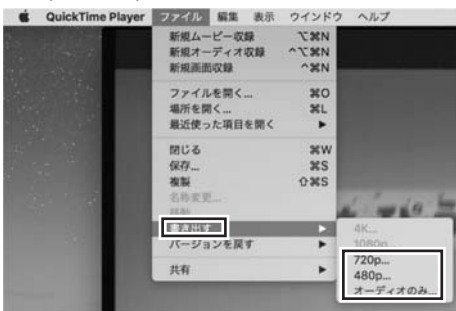 QuickTime Player ファイル 編集 表示 ウインドウ ヘルプ
新規ムービー収録 ⌥⌘N
新規オーディオ収録 ^⌥⌘N
新規画面収録 ^⌘N
ファイルを開く... ⌘O
場所を開く... ⌘L
最近使った項目を開く ▶
閉じる ⌘W
保存... ⌘S
複製 ⇧⌘S
名称変更...
移動...
書き出す ▶
バージョンを戻す ▶
共有 ▶
4K...
1080p...
720p...
480p...
オーディオのみ...